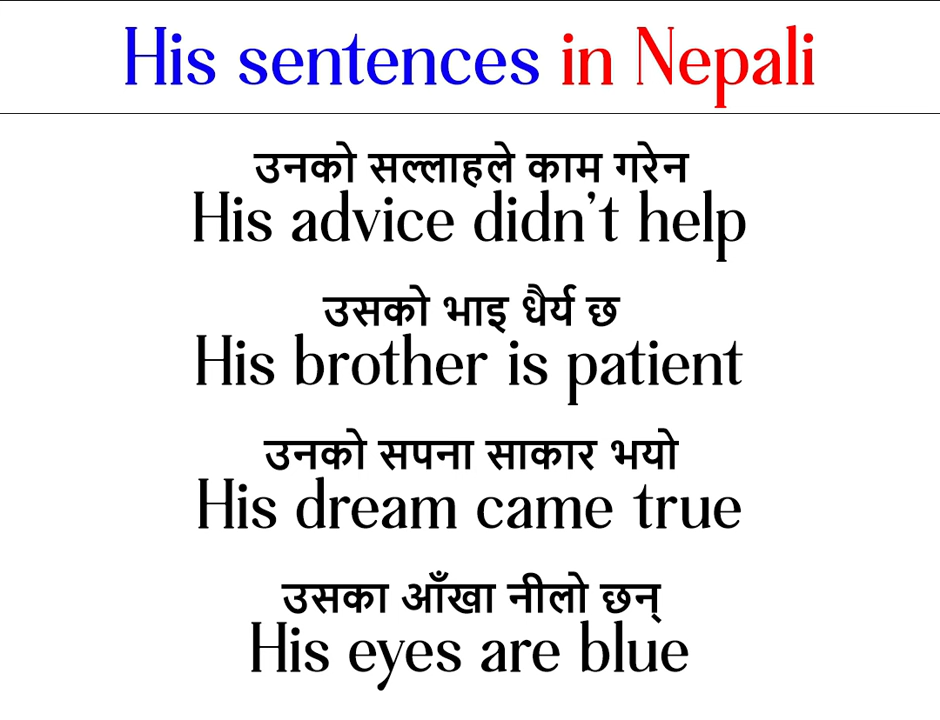 His sentences in Nepali
उनको सल्लाहले काम गरेन
His advice didn't help
उसको भाइ धैर्य छ
His brother is patient
उनको सपना साकार भयो
His dream came true
उसका आँखा नीलो छन्
His eyes are blue